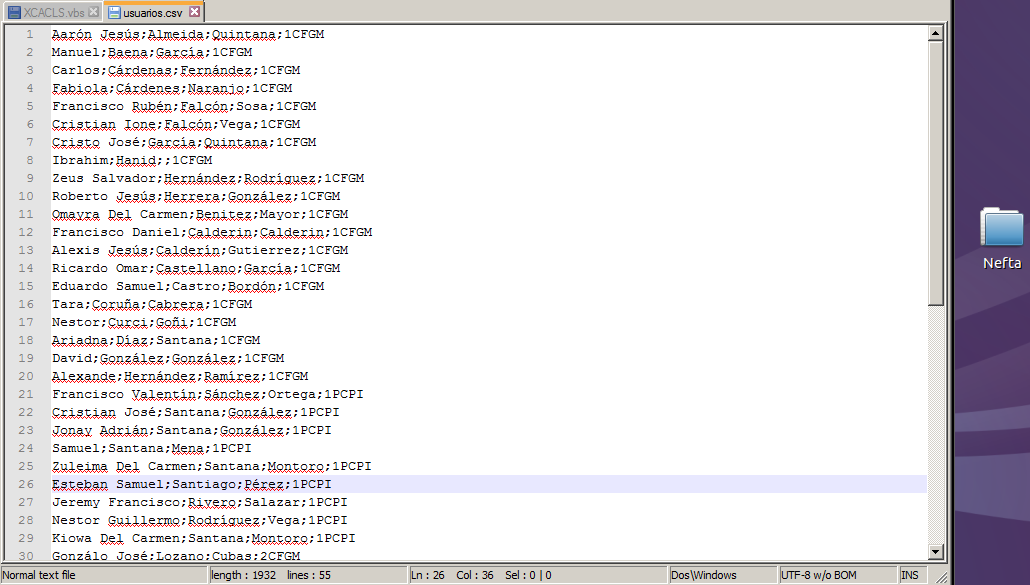 XCACLS.vbs usuarios.csv
1 Aarón Jesús;Almeida;Quintana;1CFGM
2 Manuel;Baena;García;1CFGM
3 Carlos;Cárdenas;Fernández;1CFGM
4 Fabiola;Cárdenes;Naranjo;1CFGM
5 Francisco Rubén;Falcón;Sosa;1CFGM
6 Cristian Ione;Falcón;Vega;1CFGM
7 Cristo José;García;Quintana;1CFGM
8 Ibrahim;Hanid;;1CFGM
9 Zeus Salvador;Hernández;Rodríguez;1CFGM
10 Roberto Jesús;Herrera;González;1CFGM
11 Omayra Del Carmen;Benitez;Mayor;1CFGM
12 Francisco Daniel;Calderin;Calderin;1CFGM
13 Alexis Jesús;Calderín;Gutierrez;1CFGM
14 Ricardo Omar;Castellano;García;1CFGM
15 Eduardo Samuel;Castro;Bordón;1CFGM
16 Tara;Coruña;Cabrera;1CFGM
17 Nestor;Curci;Goñi;1CFGM
18 Ariadna;Díaz;Santana;1CFGM
19 David;González;González;1CFGM
20 Alexande;Hernández;Ramírez;1CFGM
21 Francisco Valentín;Sánchez;Ortega;1PCPI
22 Cristian José;Santana;González;1PCPI
23 Jonay Adrián;Santana;González;1PCPI
24 Samuel;Santana;Mena;1PCPI
25 Zuleima Del Carmen;Santana;Montoro;1PCPI
26 Esteban Samuel;Santiago;Pérez;1PCPI
27 Jeremy Francisco;Rivero;Salazar;1PCPI
28 Nestor Guillermo;Rodríguez;Vega;1PCPI
29 Kiowa Del Carmen;Santana;Montoro;1PCPI
30 Gonzálo José;Lozano;Cubas;2CFGM
Nefta
Normal text file length : 1932 lines : 55 Ln : 26 Col : 36 Sel : 0 | 0 Dos\Windows UTF-8 w/o BOM INS